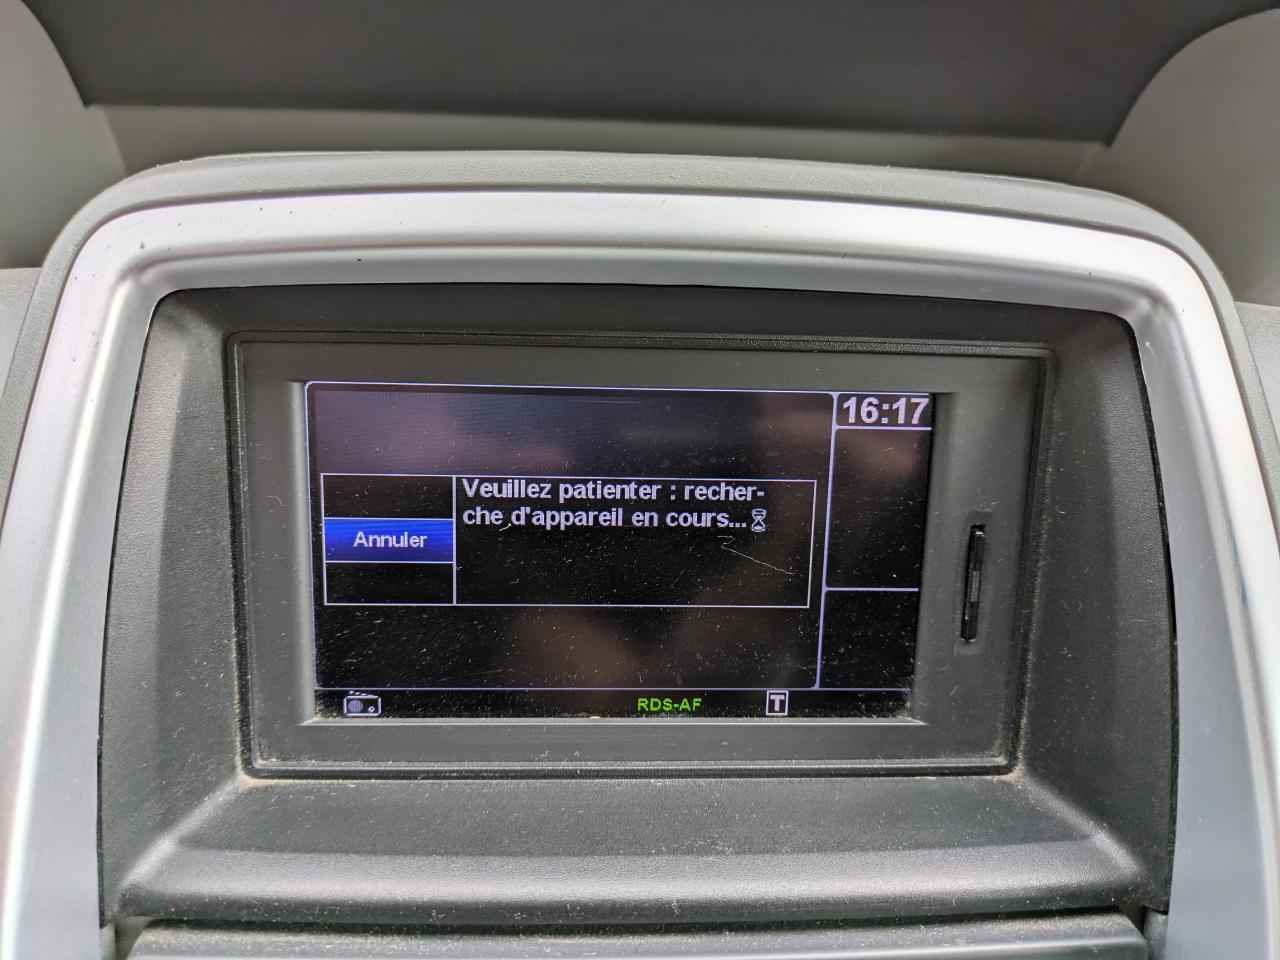 16:17
Veuillez patienter : recher-
che d'appareil en cours...
Annuler
RDS-AF
T